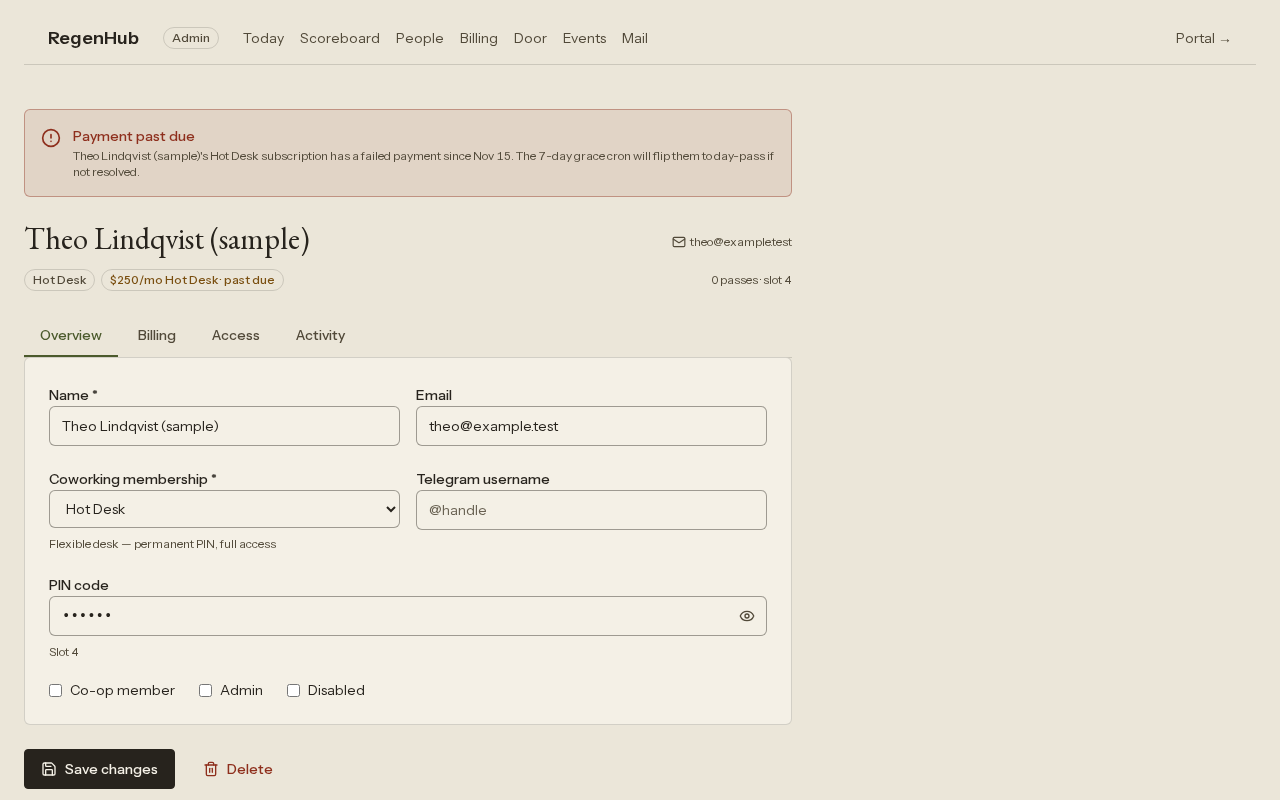 RegenHub Admin Today Scoreboard People Billing Door Events Mail Portal →
Payment past due
Theo Lindqvist (sample)'s Hot Desk subscription has a failed payment since Nov 15. The 7-day grace cron will flip them to day-pass if
not resolved.
Theo Lindqvist (sample)
theo@example.test
Hot Desk $250/mo Hot Desk · past due 0 passes · slot 4
Overview Billing Access Activity
Name * Email
Theo Lindqvist (sample) theo@example.test
Coworking membership * Telegram username
Hot Desk @handle
Flexible desk — permanent PIN, full access
PIN code
••••••
Slot 4
Co-op member Admin Disabled
Save changes Delete